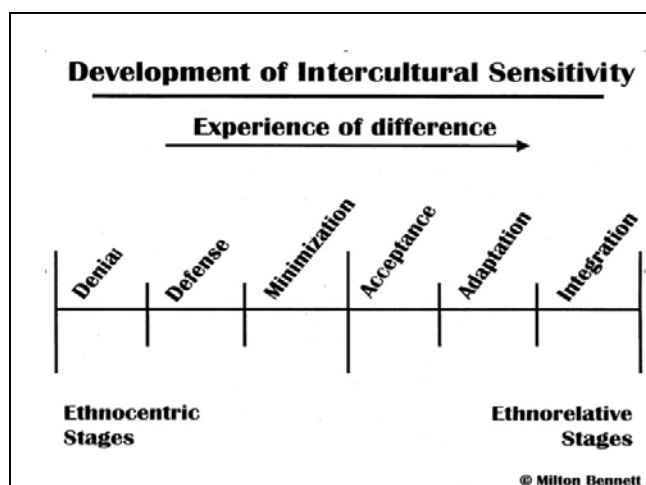 Development of Intercultural Sensitivity
Experience of difference
Denial
Defense
Minimization
Acceptance
Adaptation
Integration
Ethnocentric
Stages
Ethnorelative
Stages
© Milton Bennett